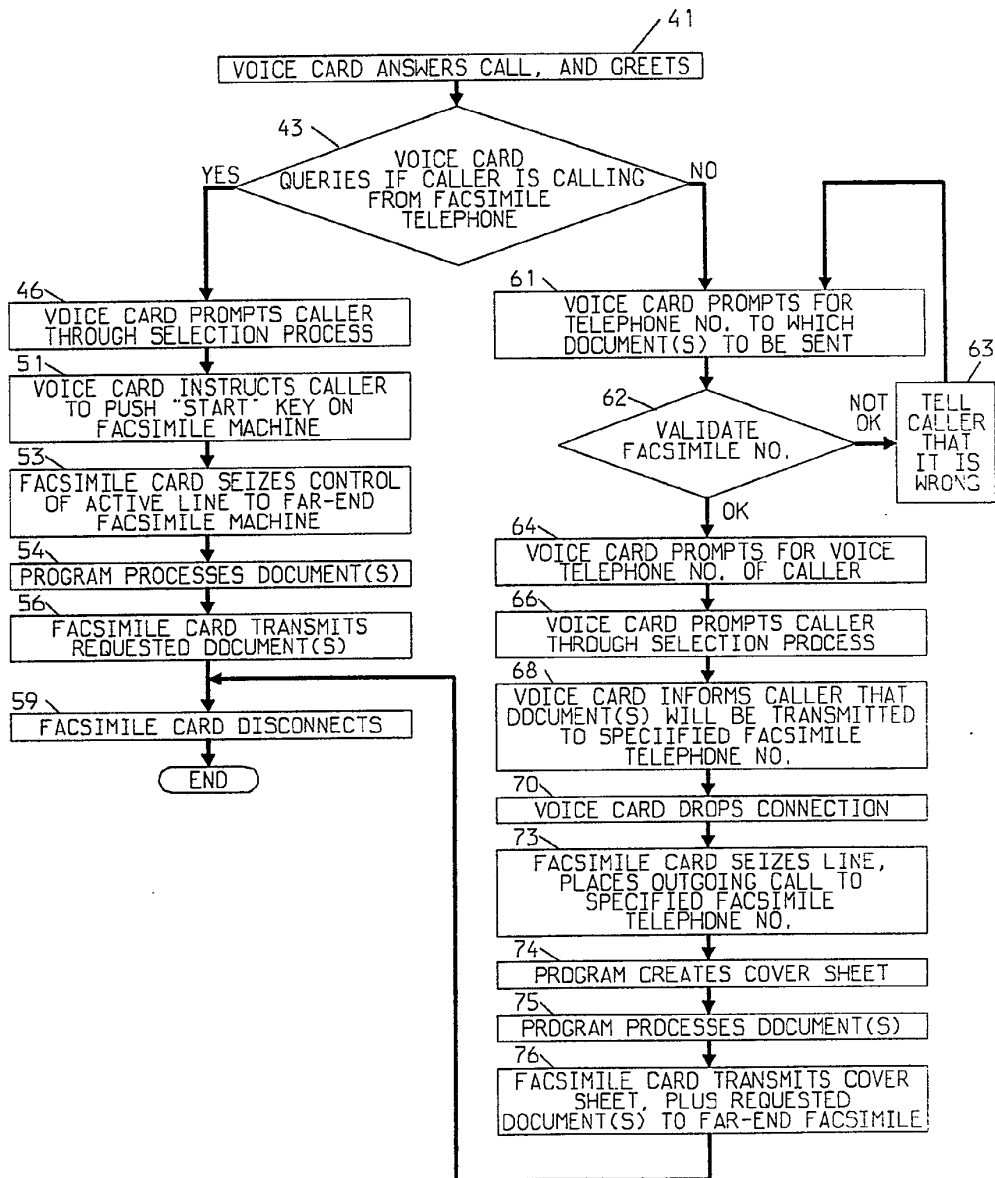 41
VOICE CARD ANSWERS CALL, AND GREETS
43
VOICE CARD
QUERIES IF CALLER IS CALLING
FROM FACSIMILE
TELEPHONE
YES
NO
46
VOICE CARD PROMPTS CALLER
THROUGH SELECTION PROCESS
51
VOICE CARD INSTRUCTS CALLER
TO PUSH "START" KEY ON
FACSIMILE MACHINE
53
FACSIMILE CARD SEIZES CONTROL
OF ACTIVE LINE TO FAR-END
FACSIMILE MACHINE
54
PROGRAM PROCESSES DOCUMENT(S)
56
FACSIMILE CARD TRANSMITS
REQUESTED DOCUMENT(S)
59
FACSIMILE CARD DISCONNECTS
END
61
VOICE CARD PROMPTS FOR
TELEPHONE NO. TO WHICH
DOCUMENT(S) TO BE SENT
62
VALIDATE
FACSIMILE NO.
NOT
OK
63
TELL
CALLER
THAT
IT IS
WRONG
OK
64
VOICE CARD PROMPTS FOR VOICE
TELEPHONE NO. OF CALLER
66
VOICE CARD PROMPTS CALLER
THROUGH SELECTION PROCESS
68
VOICE CARD INFORMS CALLER THAT
DOCUMENT(S) WILL BE TRANSMITTED
TO SPECIIFIED FACSIMILE
TELEPHONE NO.
70
VOICE CARD DROPS CONNECTION
73
FACSIMILE CARD SEIZES LINE,
PLACES OUTGOING CALL TO
SPECIFIED FACSIMILE
TELEPHONE NO.
74
PROGRAM CREATES COVER SHEET
75
PROGRAM PROCESSES DOCUMENT(S)
76
FACSIMILE CARD TRANSMITS COVER
SHEET, PLUS REQUESTED
DOCUMENT(S) TO FAR-END FACSIMILE